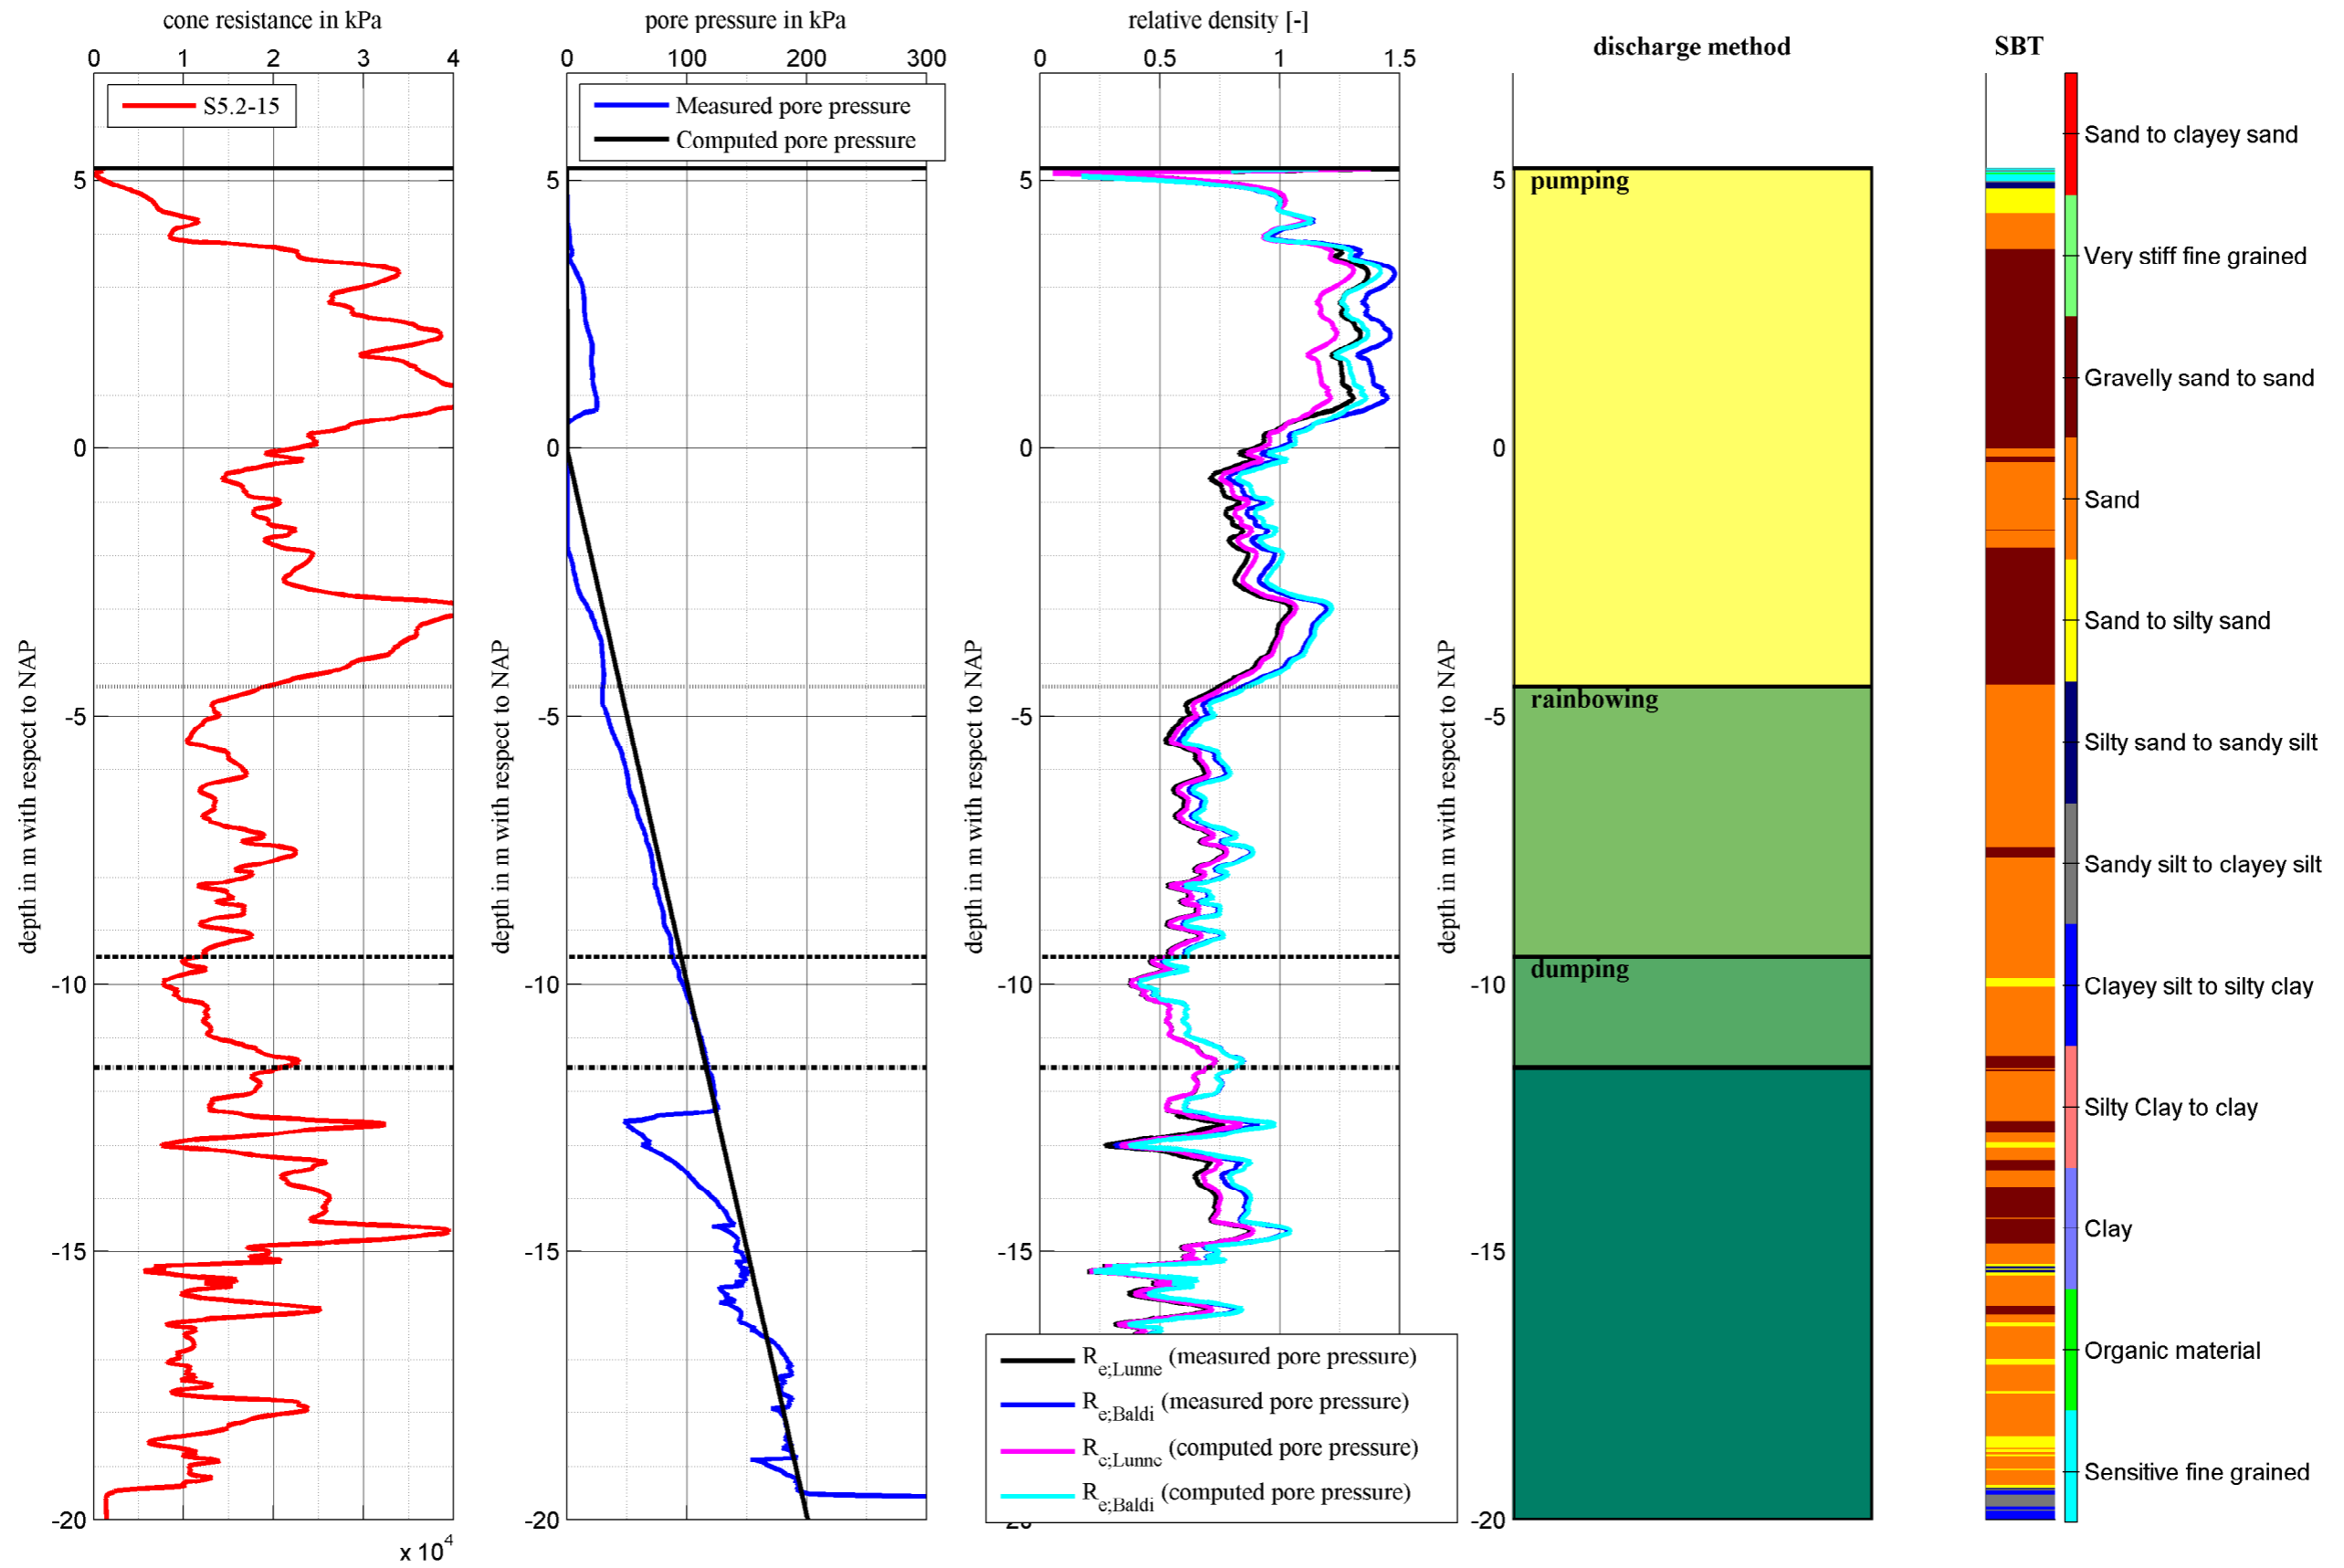 cone resistance in kPa
0 1 2 3 4
S5.2-15
5
0
-5
-10
-15
-20
x 10^4
depth in m with respect to NAP
pore pressure in kPa
0 100 200 300
Measured pore pressure
Computed pore pressure
5
0
-5
-10
-15
-20
depth in m with respect to NAP
relative density [-]
0 0.5 1 1.5
5
0
-5
-10
-15
depth in m with respect to NAP
R_e;Lunne (measured pore pressure)
R_e;Baldi (measured pore pressure)
R_e;Lunne (computed pore pressure)
R_e;Baldi (computed pore pressure)
discharge method
5
0
-5
-10
-15
-20
depth in m with respect to NAP
pumping
rainbowing
dumping
SBT
Sand to clayey sand
Very stiff fine grained
Gravelly sand to sand
Sand
Sand to silty sand
Silty sand to sandy silt
Sandy silt to clayey silt
Clayey silt to silty clay
Silty Clay to clay
Clay
Organic material
Sensitive fine grained